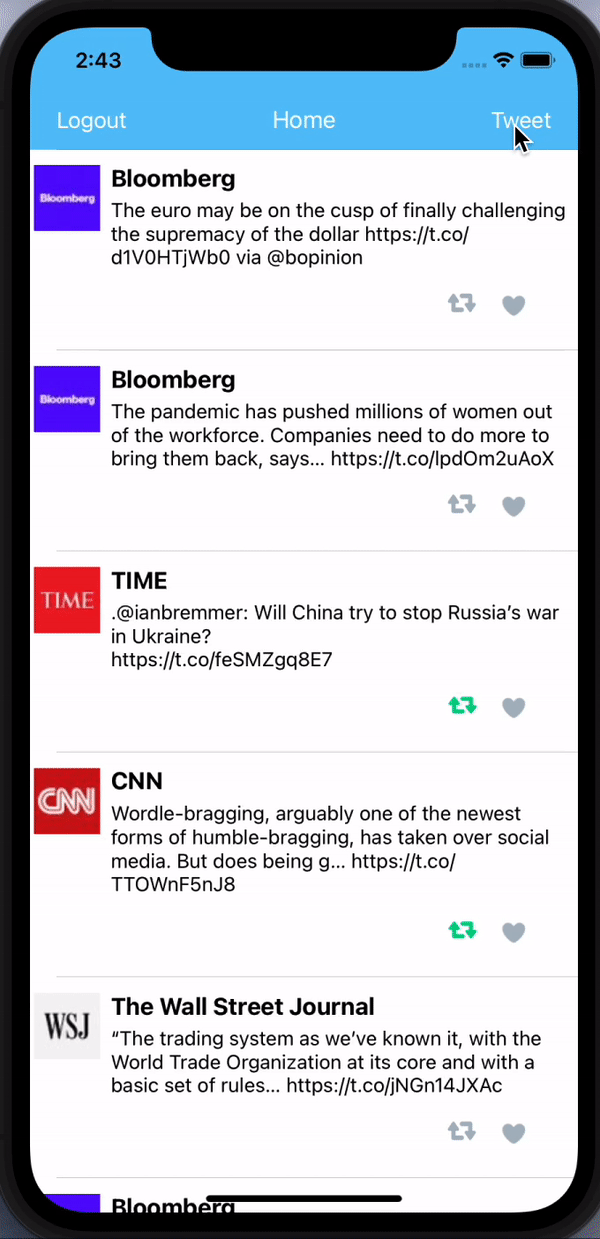 2:43
Logout Home Tweet
Bloomberg
Bloomberg
The euro may be on the cusp of finally challenging
the supremacy of the dollar https://t.co/
d1V0HTjWb0 via @bopinion
Bloomberg
Bloomberg
The pandemic has pushed millions of women out
of the workforce. Companies need to do more to
bring them back, says... https://t.co/lpdOm2uAoX
TIME
TIME
.@ianbremmer: Will China try to stop Russia’s war
in Ukraine?
https://t.co/feSMZgq8E7
CNN
CNN
Wordle-bragging, arguably one of the newest
forms of humble-bragging, has taken over social
media. But does being g... https://t.co/
TTOWnF5nJ8
WSJ
The Wall Street Journal
“The trading system as we’ve known it, with the
World Trade Organization at its core and with a
basic set of rules... https://t.co/jNGn14JXAc
Bloomberg